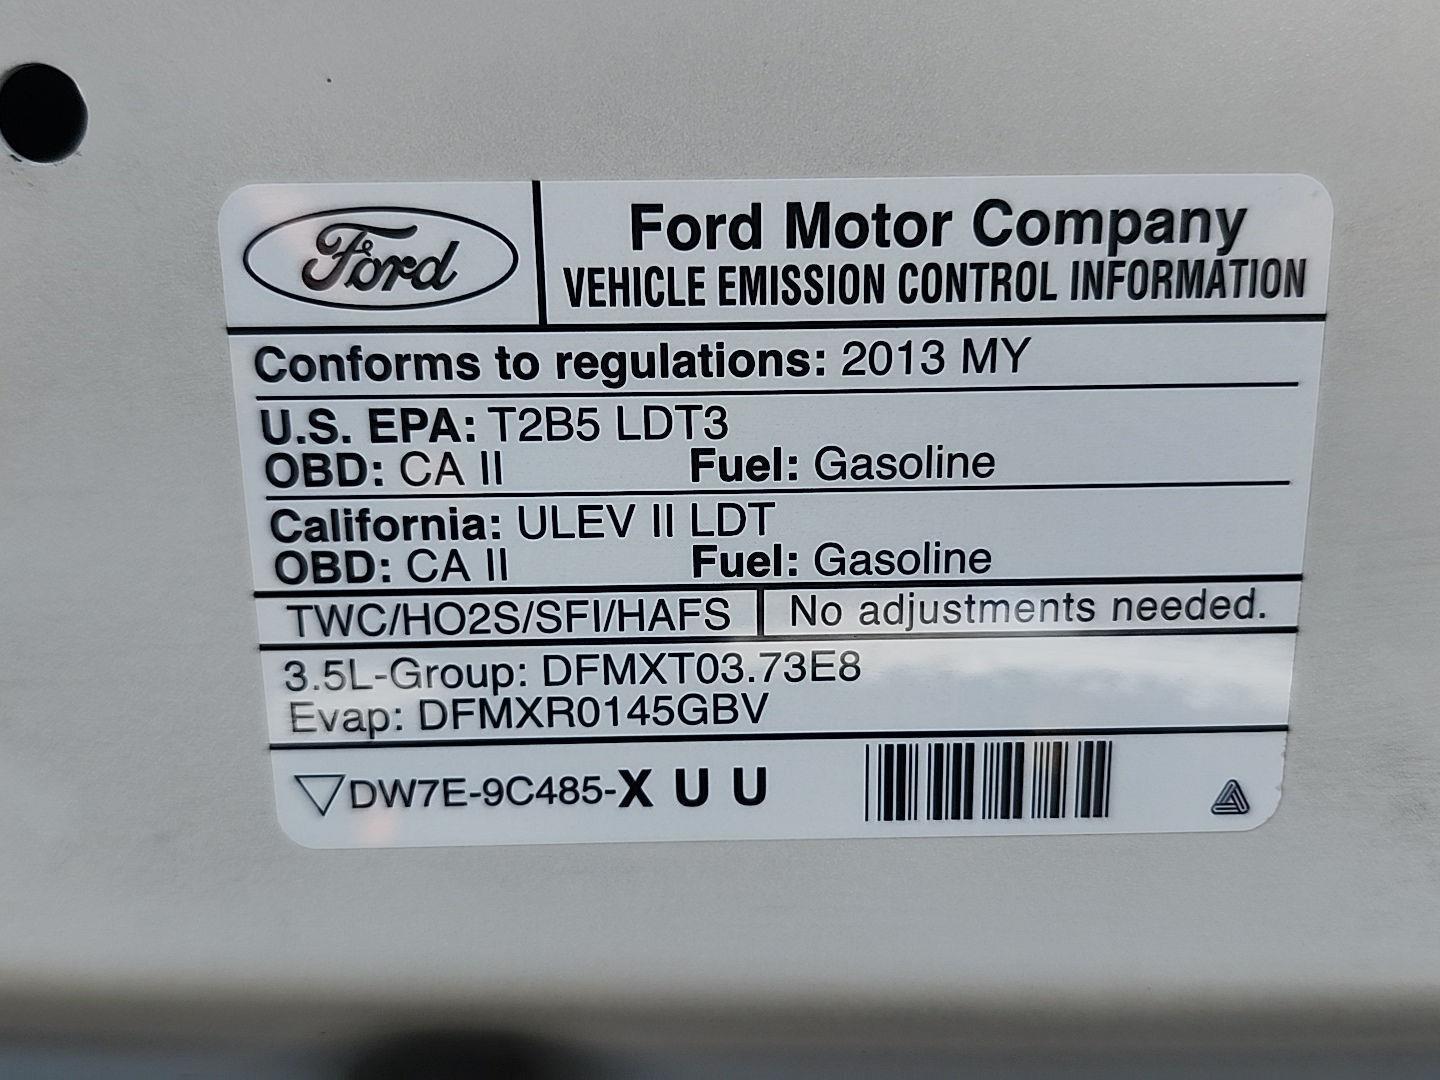 Ford
Ford Motor Company
VEHICLE EMISSION CONTROL INFORMATION
Conforms to regulations: 2013 MY
U.S. EPA: T2B5 LDT3
OBD: CA II Fuel: Gasoline
California: ULEV II LDT
OBD: CA II Fuel: Gasoline
TWC/HO2S/SFI/HAFS No adjustments needed.
3.5L-Group: DFMXT03.73E8
Evap: DFMXR0145GBV
DW7E-9C485-X U U